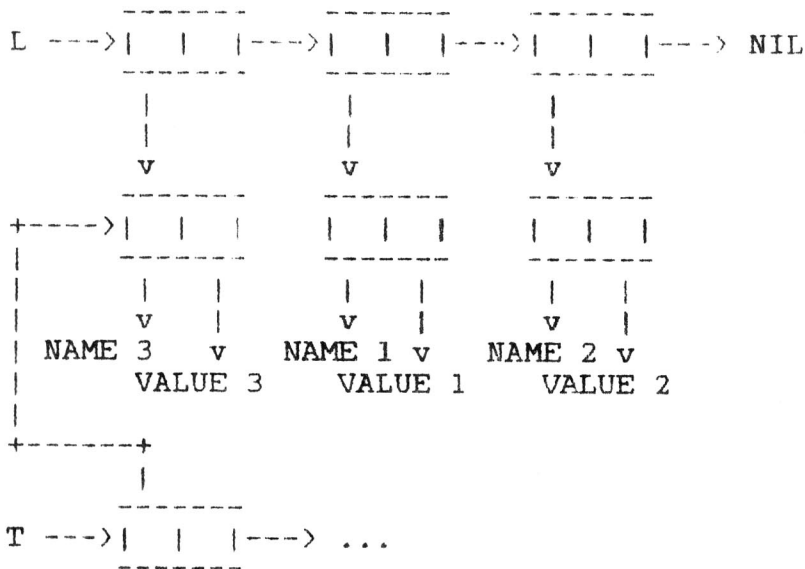 L NIL
v v v
v v v
NAME 3 v NAME 1 v NAME 2 v
VALUE 3 VALUE 1 VALUE 2
T ...